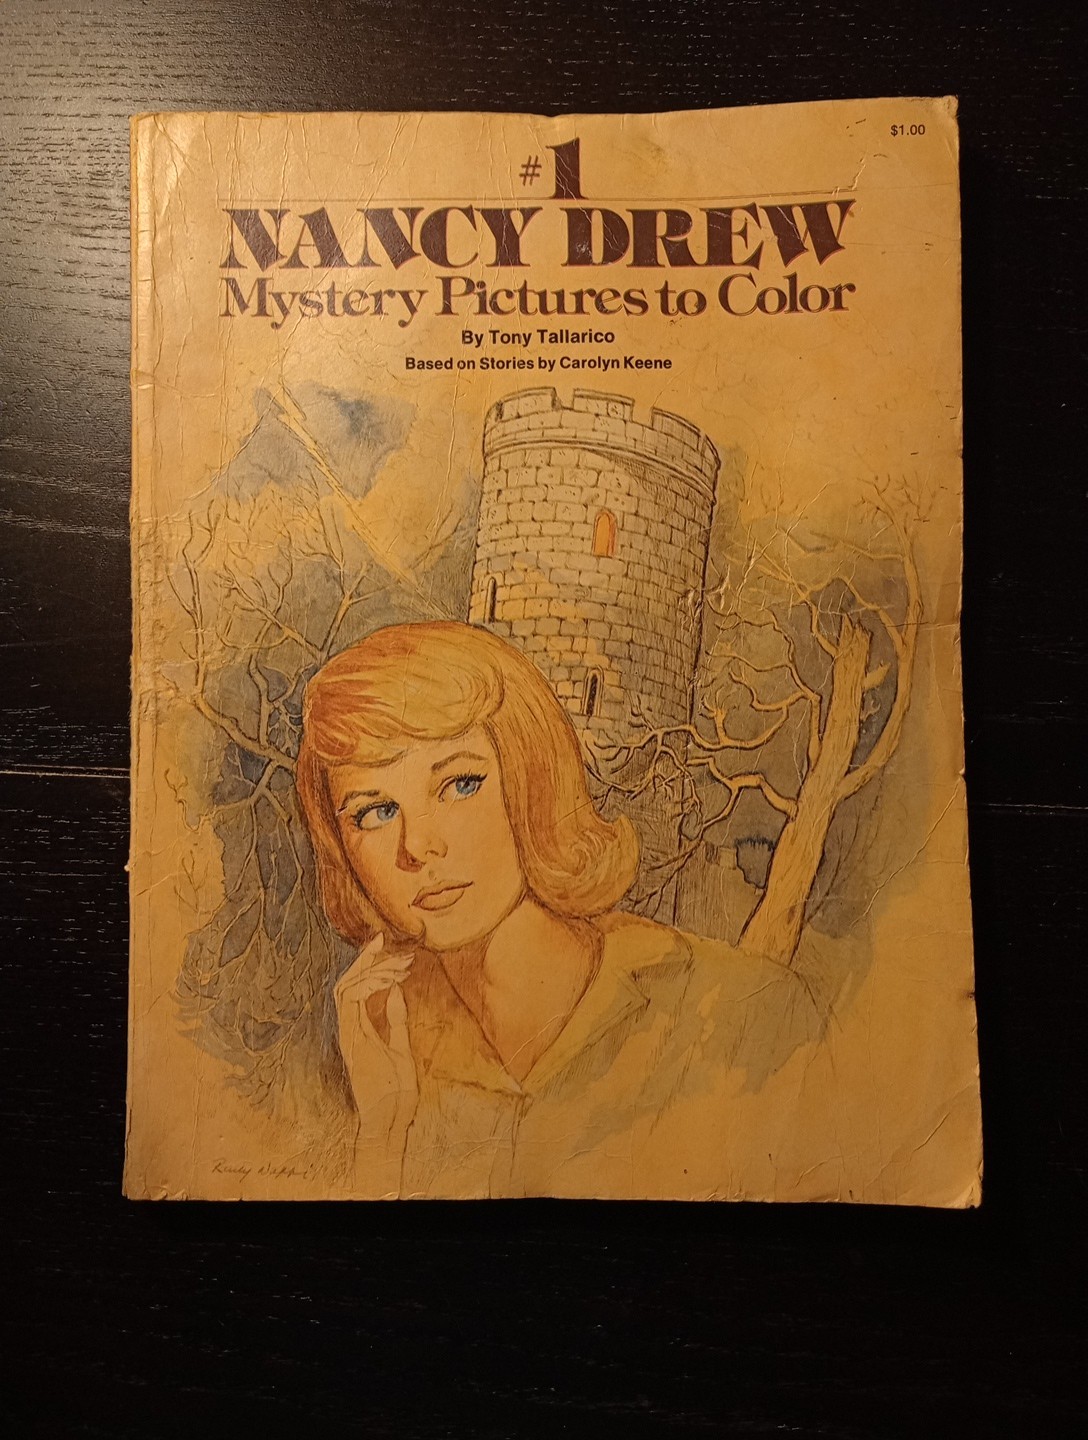 $1.00
#1
NANCY DREW
Mystery Pictures to Color
By Tony Tallarico
Based on Stories by Carolyn Keene